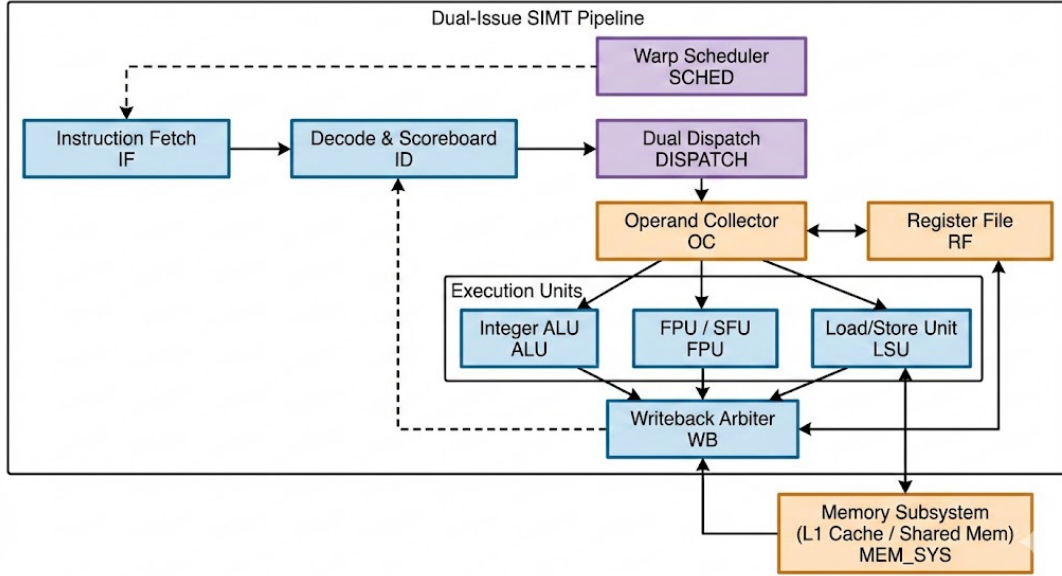 Dual-Issue SIMT Pipeline
Warp Scheduler
SCHED
Instruction Fetch
IF
Decode & Scoreboard
ID
Dual Dispatch
DISPATCH
Operand Collector
OC
Register File
RF
Execution Units
Integer ALU
ALU
FPU / SFU
FPU
Load/Store Unit
LSU
Writeback Arbiter
WB
Memory Subsystem
(L1 Cache / Shared Mem)
MEM_SYS